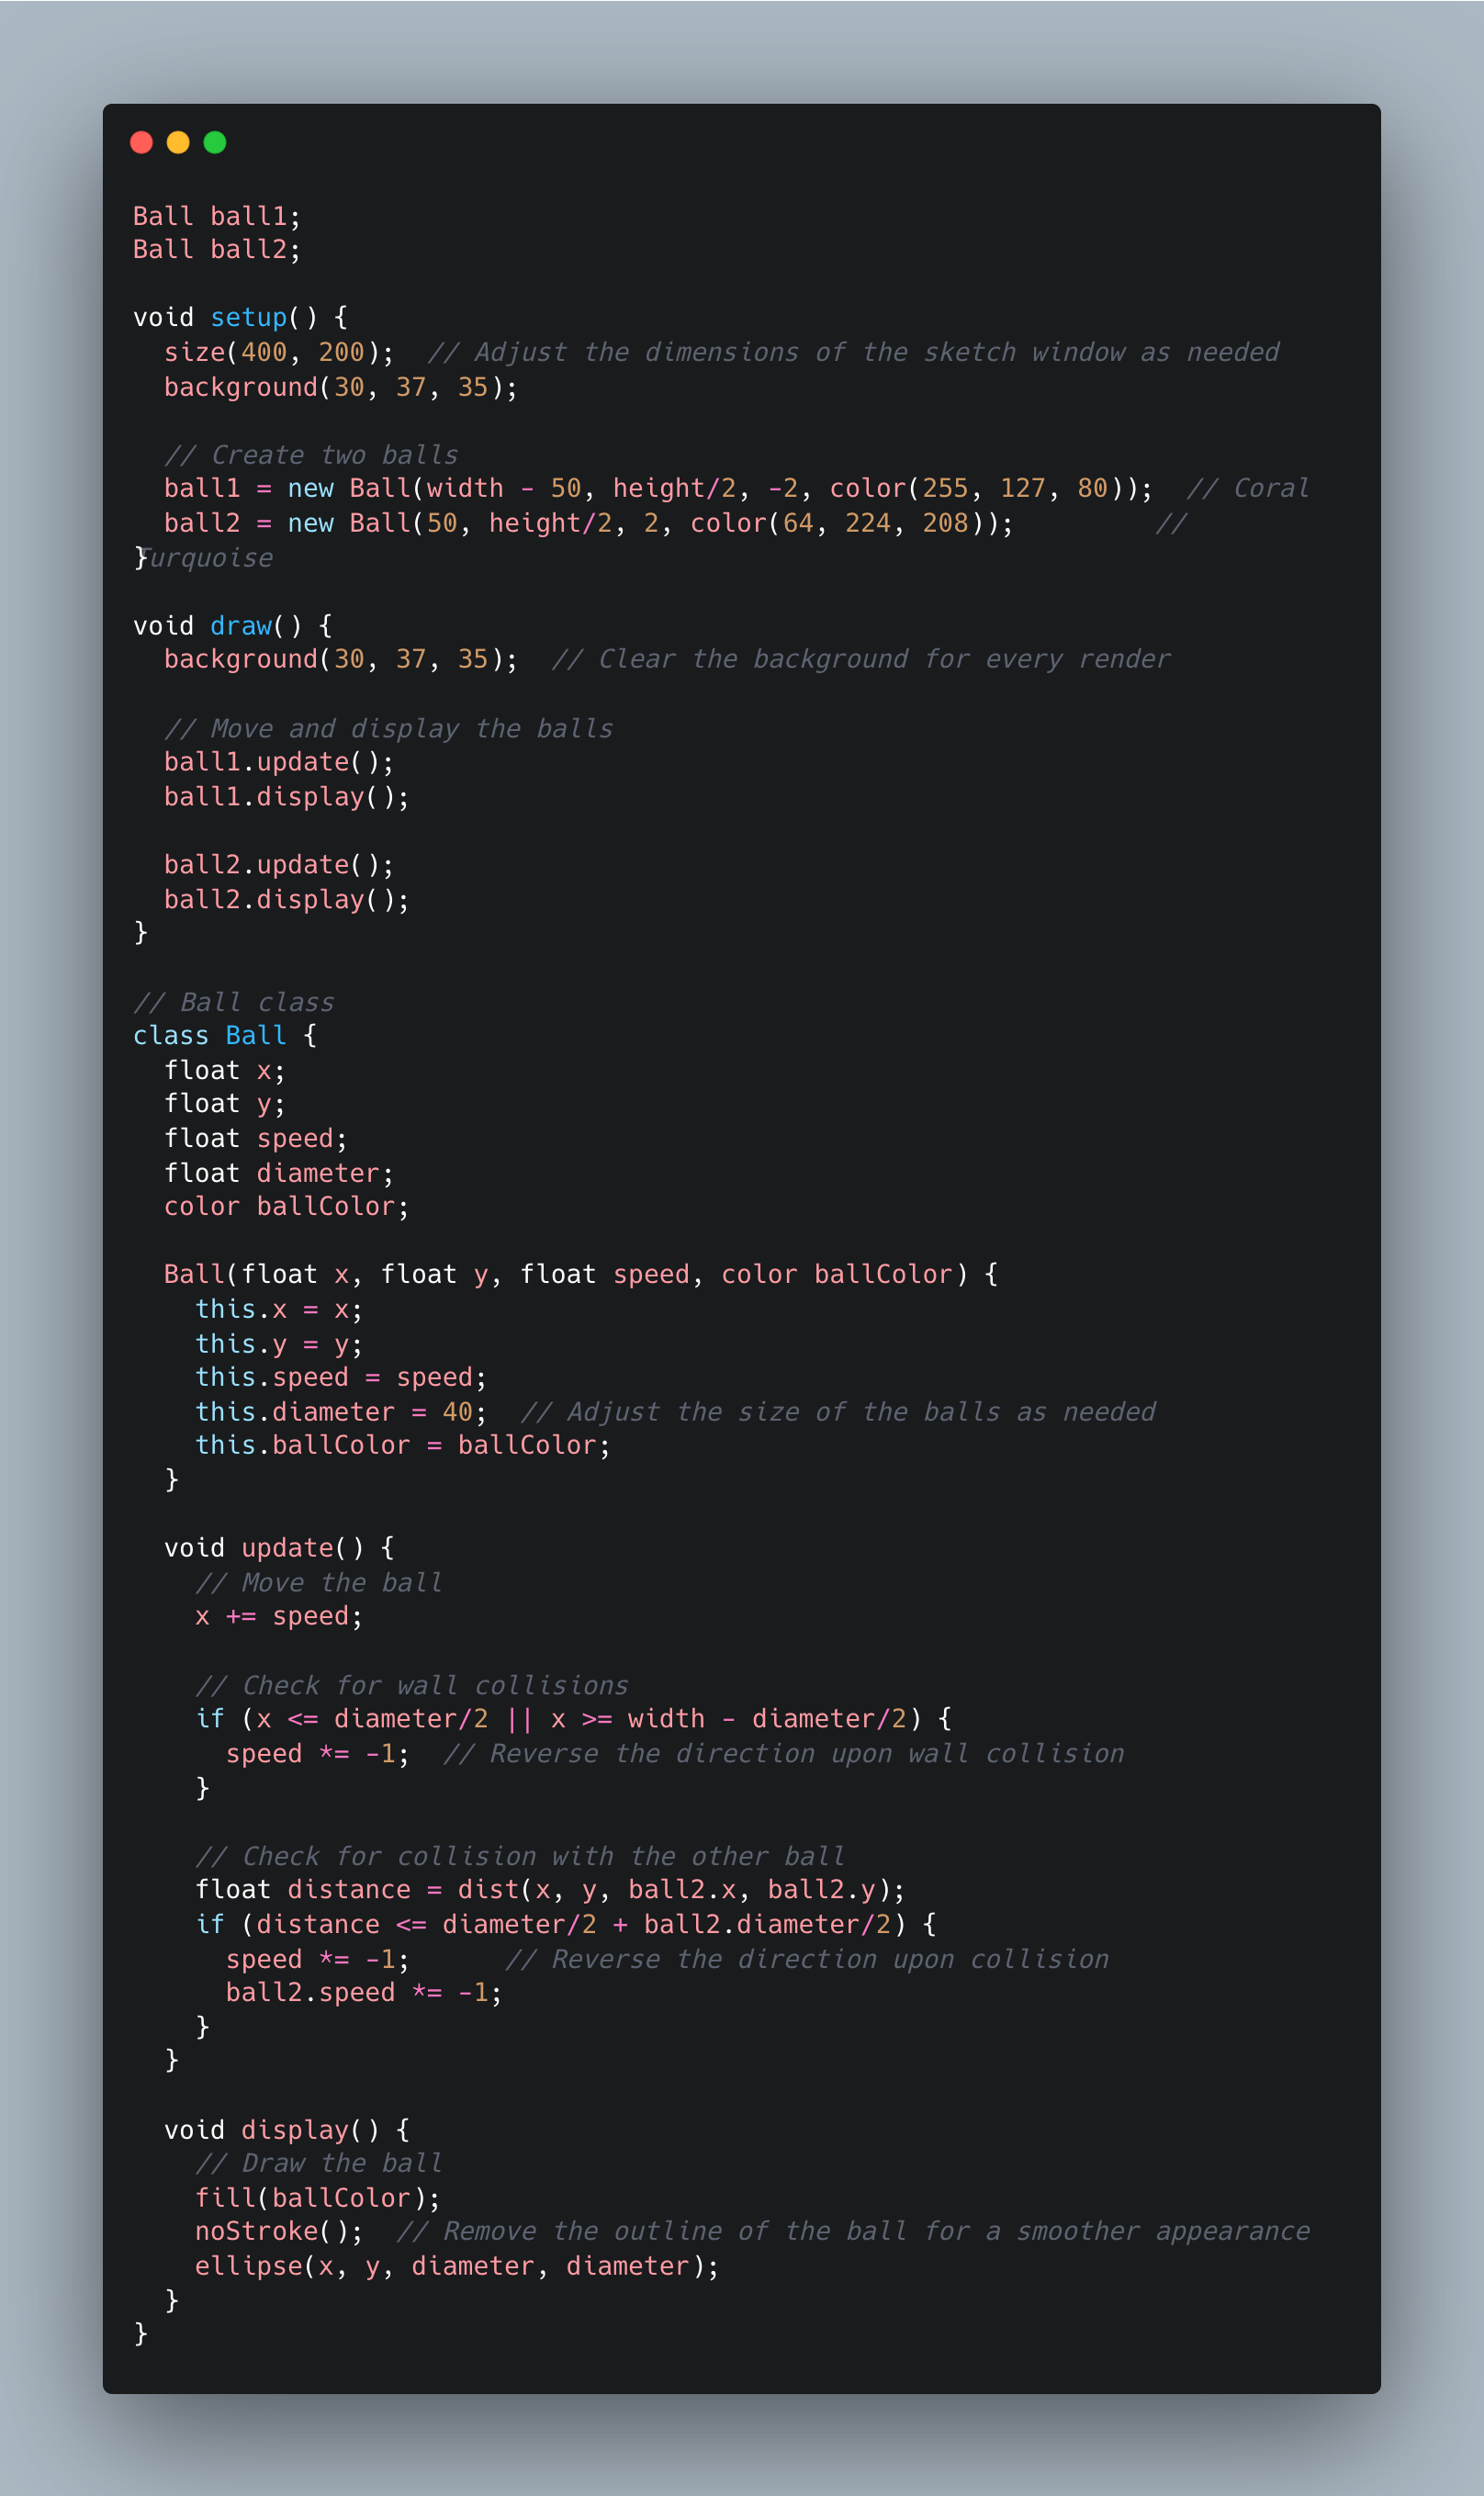 Ball ball1;
Ball ball2;

void setup() {
  size(400, 200);  // Adjust the dimensions of the sketch window as needed
  background(30, 37, 35);

  // Create two balls
  ball1 = new Ball(width - 50, height/2, -2, color(255, 127, 80));  // Coral
  ball2 = new Ball(50, height/2, 2, color(64, 224, 208));         //
Turquoise
}

void draw() {
  background(30, 37, 35);  // Clear the background for every render

  // Move and display the balls
  ball1.update();
  ball1.display();

  ball2.update();
  ball2.display();
}

// Ball class
class Ball {
  float x;
  float y;
  float speed;
  float diameter;
  color ballColor;

  Ball(float x, float y, float speed, color ballColor) {
    this.x = x;
    this.y = y;
    this.speed = speed;
    this.diameter = 40;  // Adjust the size of the balls as needed
    this.ballColor = ballColor;
  }

  void update() {
    // Move the ball
    x += speed;

    // Check for wall collisions
    if (x <= diameter/2 || x >= width - diameter/2) {
      speed *= -1;  // Reverse the direction upon wall collision
    }

    // Check for collision with the other ball
    float distance = dist(x, y, ball2.x, ball2.y);
    if (distance <= diameter/2 + ball2.diameter/2) {
      speed *= -1;      // Reverse the direction upon collision
      ball2.speed *= -1;
    }
  }

  void display() {
    // Draw the ball
    fill(ballColor);
    noStroke();  // Remove the outline of the ball for a smoother appearance
    ellipse(x, y, diameter, diameter);
  }
}